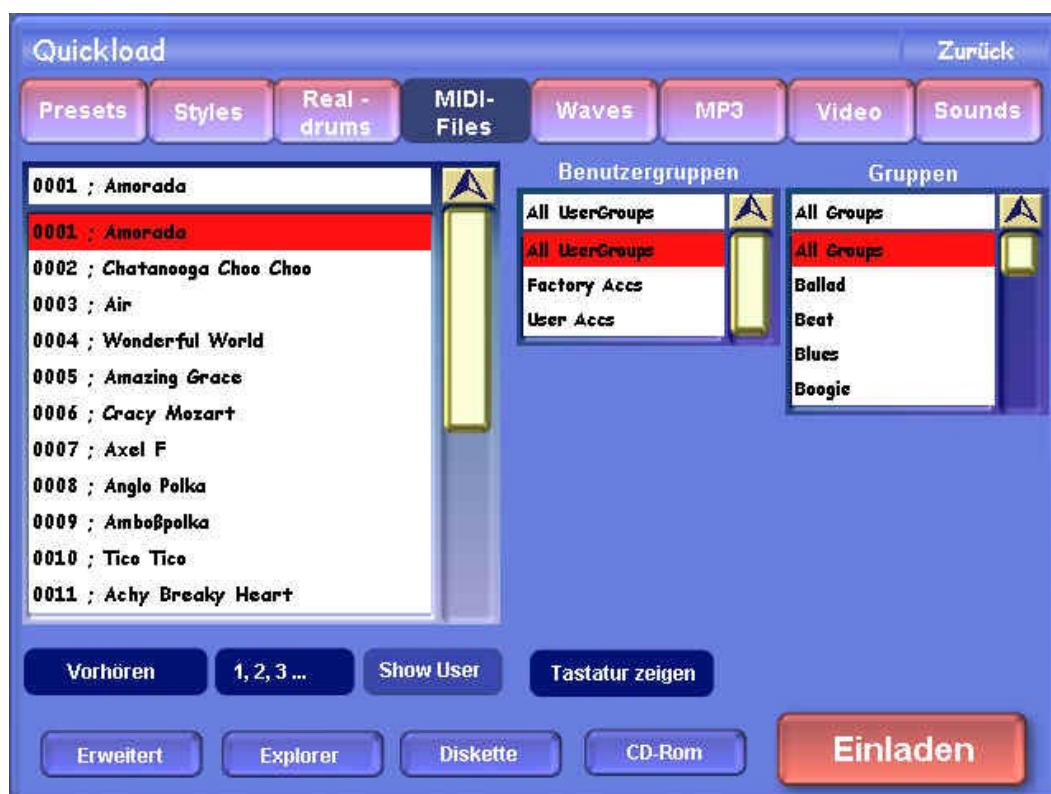 Quickload
Zurück
Presets
Styles
Real -
drums
MIDI-
Files
Waves
MP3
Video
Sounds
0001 ; Amorada
0001 ; Amorada
0002 ; Chatanooga Choo Choo
0003 ; Air
0004 ; Wonderful World
0005 ; Amazing Grace
0006 ; Cracy Mozart
0007 ; Axel F
0008 ; Anglo Polka
0009 ; Amboßpolka
0010 ; Tico Tico
0011 ; Achy Breaky Heart
Benutzergruppen
All UserGroups
All UserGroups
Factory Accs
User Accs
Gruppen
All Groups
All Groups
Ballad
Beat
Blues
Boogie
Vorhören
1, 2, 3 ...
Show User
Tastatur zeigen
Erweitert
Explorer
Diskette
CD-Rom
Einladen